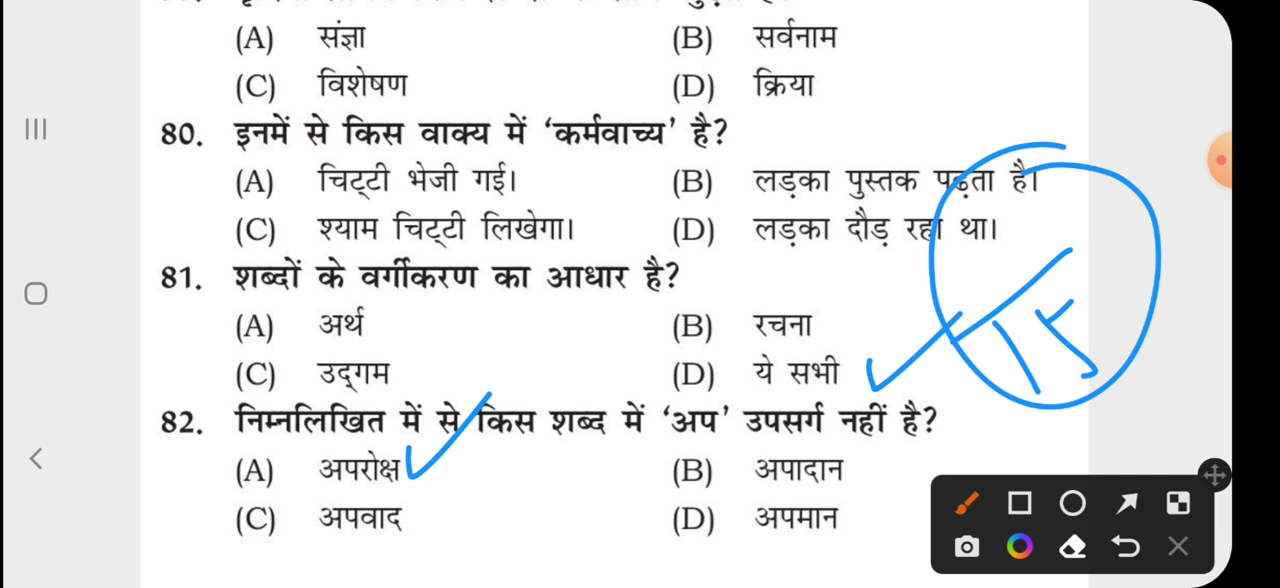 (A) संज्ञा (B) सर्वनाम
(C) विशेषण (D) क्रिया
80. इनमें से किस वाक्य में ‘कर्मवाच्य’ है?
(A) चिट्टी भेजी गई। (B) लड़का पुस्तक पढ़ता है।
(C) श्याम चिट्टी लिखेगा। (D) लड़का दौड़ रहा था।
81. शब्दों के वर्गीकरण का आधार है?
(A) अर्थ (B) रचना
(C) उद्गम (D) ये सभी
82. निम्नलिखित में से किस शब्द में ‘अप’ उपसर्ग नहीं है?
(A) अपरोक्ष (B) अपादान
(C) अपवाद (D) अपमान